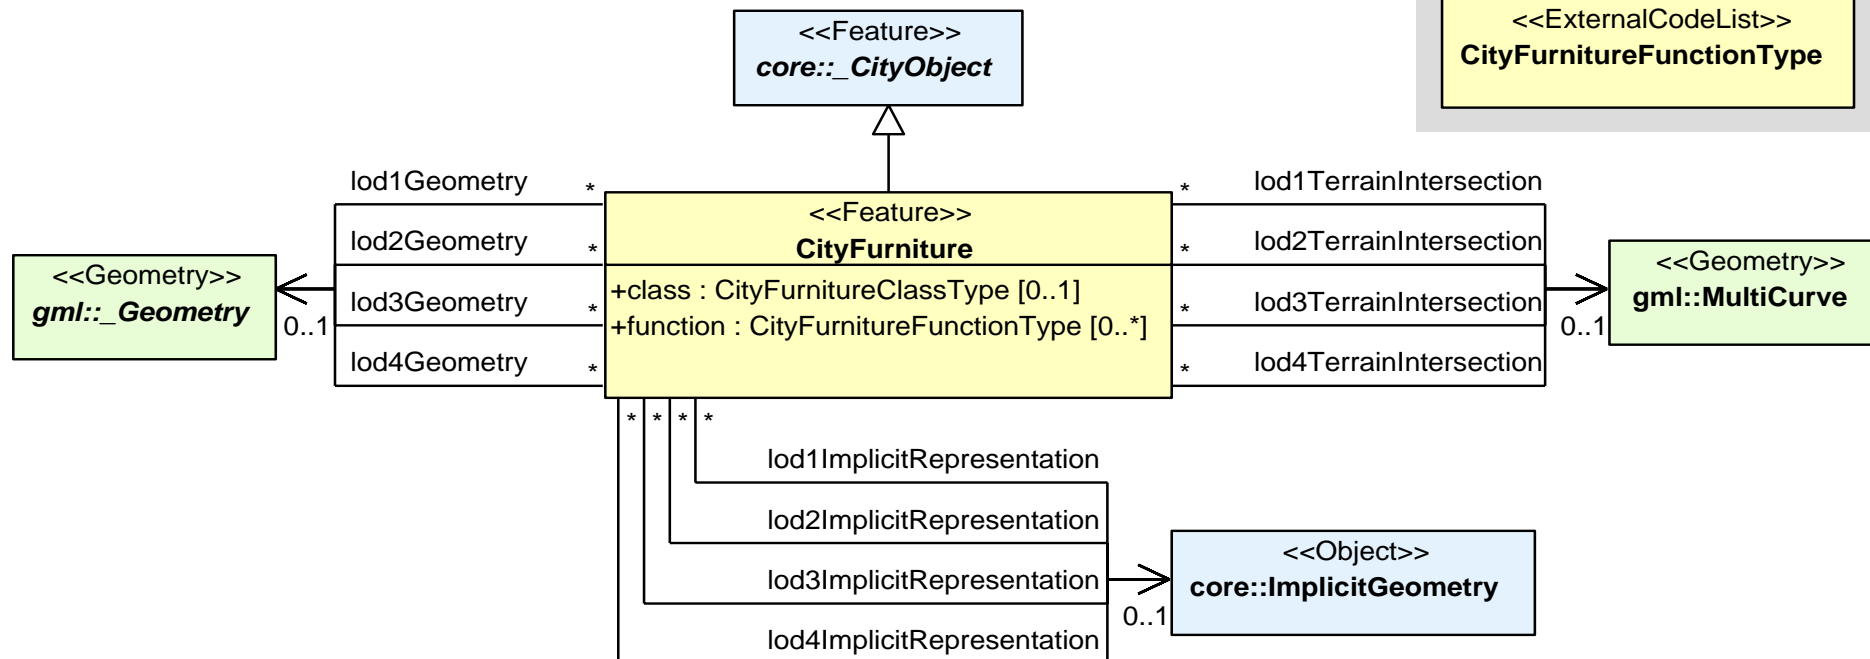 <<Feature>>
core::_CityObject
<<ExternalCodeList>>
CityFurnitureFunctionType
lod1Geometry
*
lod2Geometry
*
lod3Geometry
*
lod4Geometry
*
<<Geometry>>
gml::_Geometry
0..1
<<Feature>>
CityFurniture
+class : CityFurnitureClassType [0..1]
+function : CityFurnitureFunctionType [0..*]
*
lod1TerrainIntersection
*
lod2TerrainIntersection
*
lod3TerrainIntersection
*
lod4TerrainIntersection
0..1
<<Geometry>>
gml::MultiCurve
* * * *
lod1ImplicitRepresentation
lod2ImplicitRepresentation
lod3ImplicitRepresentation
lod4ImplicitRepresentation
0..1
<<Object>>
core::ImplicitGeometry